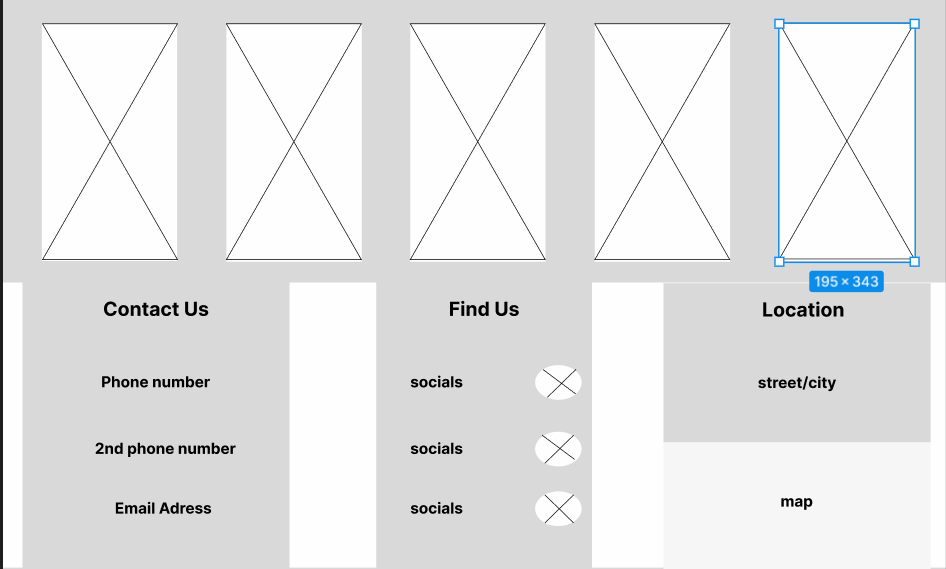 195 × 343
Contact Us
Find Us
Location
Phone number
socials
street/city
2nd phone number
socials
Email Adress
socials
map